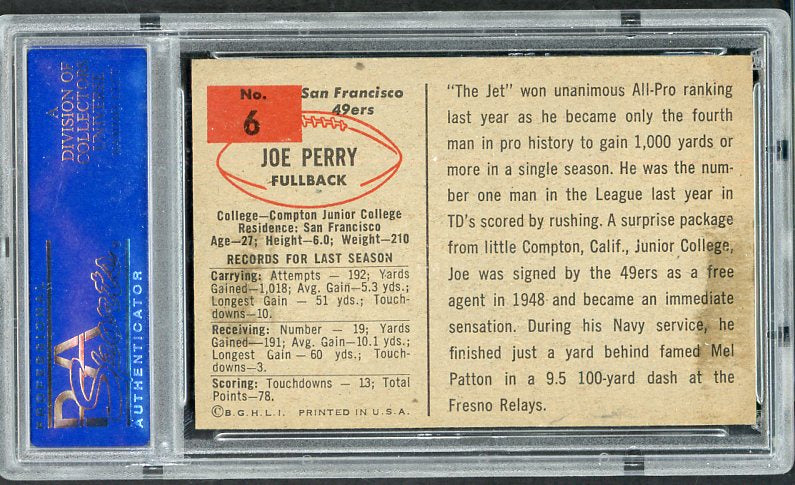 A
DIVISION OF
COLLECTORS
UNIVERSE
PROFESSIONAL
PSA
Sports
AUTHENTICATOR
No.
6
San Francisco
49ers
JOE PERRY
FULLBACK
College—Compton Junior College
Residence: San Francisco
Age—27; Height—6.0; Weight—210
RECORDS FOR LAST SEASON
Carrying: Attempts — 192; Yards
Gained—1,018; Avg. Gain—5.3 yds.;
Longest Gain — 51 yds.; Touch-
downs—10.
Receiving: Number — 19; Yards
Gained—191; Avg. Gain—10.1 yds.;
Longest Gain — 60 yds.; Touch-
downs—3.
Scoring: Touchdowns — 13; Total
Points—78.
©B.G.H.L.I. PRINTED IN U.S.A.
"The Jet" won unanimous All-Pro ranking
last year as he became only the fourth
man in pro history to gain 1,000 yards
or more in a single season. He was the num-
ber one man in the League last year in
TD's scored by rushing. A surprise package
from little Compton, Calif., Junior College,
Joe was signed by the 49ers as a free
agent in 1948 and became an immediate
sensation. During his Navy service, he
finished just a yard behind famed Mel
Patton in a 9.5 100-yard dash at the
Fresno Relays.